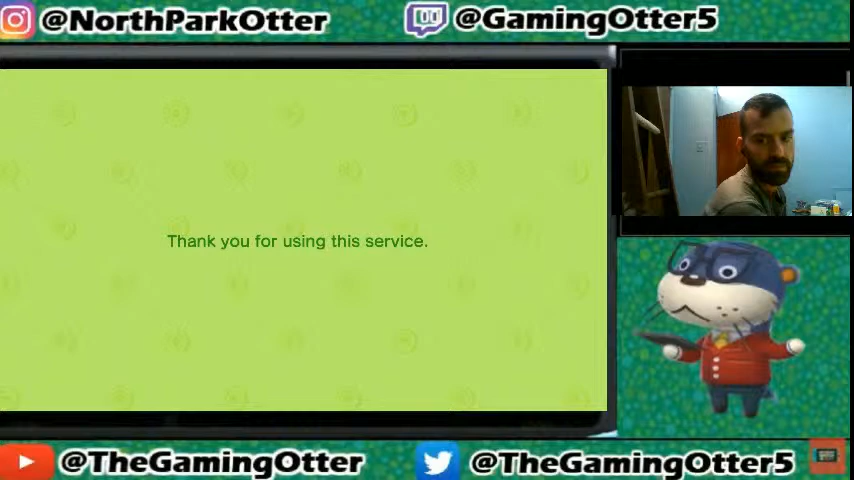 @NorthParkOtter
@GamingOtter5
Thank you for using this service.
@TheGamingOtter
@TheGamingOtter5